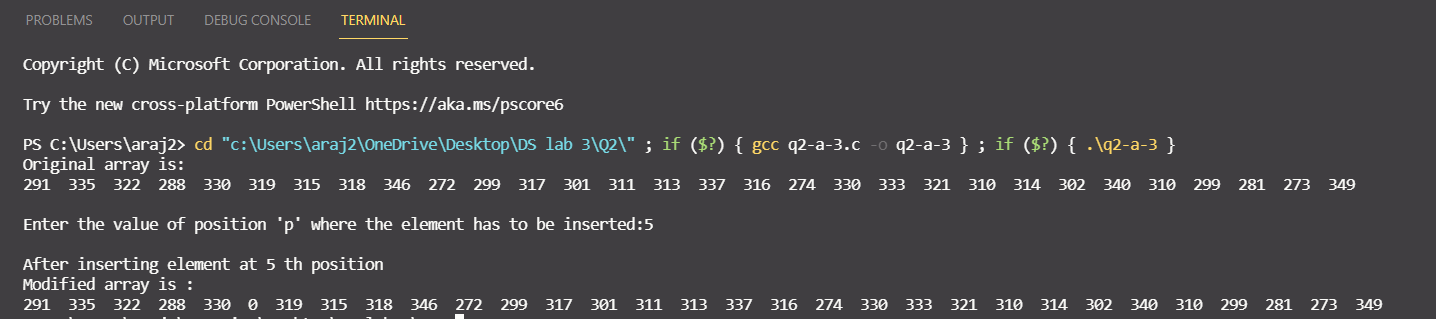 PROBLEMS OUTPUT DEBUG CONSOLE TERMINAL
Copyright (C) Microsoft Corporation. All rights reserved.
Try the new cross-platform PowerShell https://aka.ms/pscore6
PS C:\Users\araj2> cd "c:\Users\araj2\OneDrive\Desktop\DS lab 3\Q2\" ; if ($?) { gcc q2-a-3.c -o q2-a-3 } ; if ($?) { .\q2-a-3 }
Original array is:
291 335 322 288 330 319 315 318 346 272 299 317 301 311 313 337 316 274 330 333 321 310 314 302 340 310 299 281 273 349
Enter the value of position 'p' where the element has to be inserted:5
After inserting element at 5 th position
Modified array is :
291 335 322 288 330 0 319 315 318 346 272 299 317 301 311 313 337 316 274 330 333 321 310 314 302 340 310 299 281 273 349